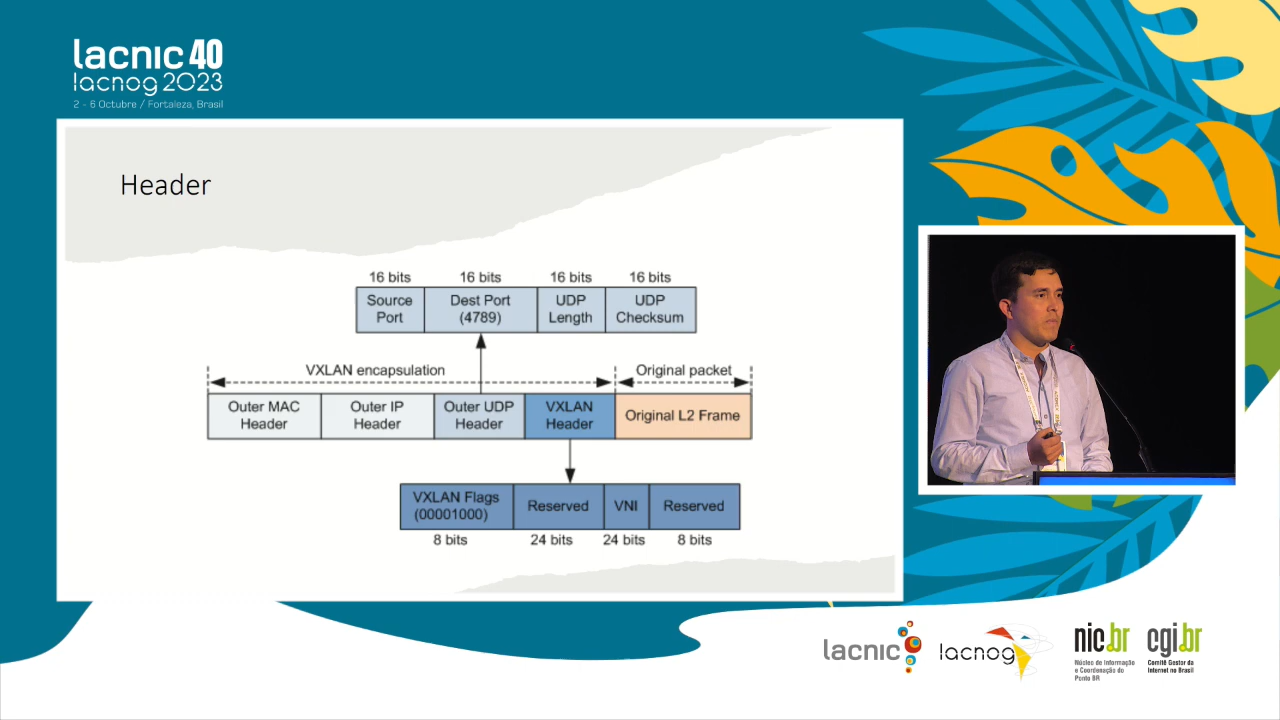 lacnic 40
lacnog 2023
2 - 6 Octubre / Fortaleza, Brasil
Header
16 bits 16 bits 16 bits 16 bits
Source Port
Dest Port (4789)
UDP Length
UDP Checksum
VXLAN encapsulation
Original packet
Outer MAC Header
Outer IP Header
Outer UDP Header
VXLAN Header
Original L2 Frame
VXLAN Flags (00001000)
Reserved
VNI
Reserved
8 bits 24 bits 24 bits 8 bits
lacnic
lacnog
nic.br
Núcleo de Informação
e Coordenação do
Ponto BR
cgi.br
Comitê Gestor da
Internet no Brasil